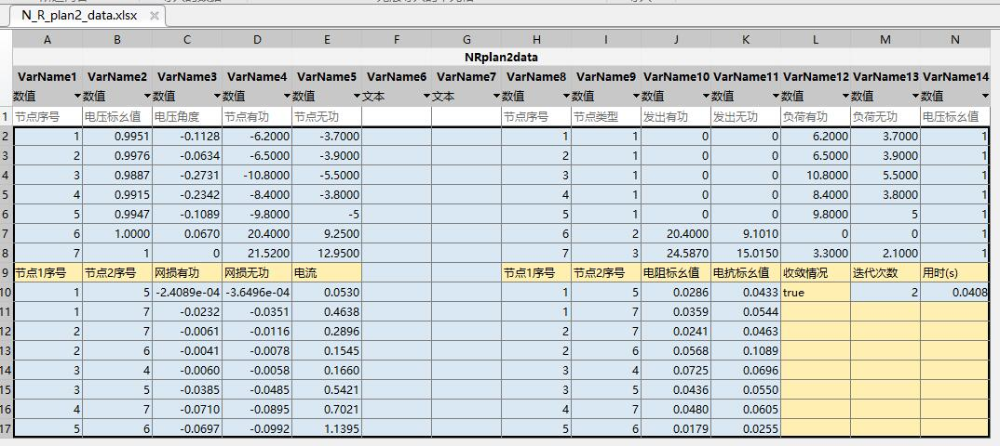 N_R_plan2_data.xlsx
A B C D E F G H I J K L M N
NRplan2data
VarName1 VarName2 VarName3 VarName4 VarName5 VarName6 VarName7 VarName8 VarName9 VarName10 VarName11 VarName12 VarName13 VarName14
数值 数值 数值 数值 数值 文本 文本 数值 数值 数值 数值 数值 数值 数值
1 节点序号 电压标幺值 电压角度 节点有功 节点无功 节点序号 节点类型 发出有功 发出无功 负荷有功 负荷无功 电压标幺值
2 1 0.9951 -0.1128 -6.2000 -3.7000 1 1 0 0 6.2000 3.7000 1
3 2 0.9976 -0.0634 -6.5000 -3.9000 2 1 0 0 6.5000 3.9000 1
4 3 0.9887 -0.2731 -10.8000 -5.5000 3 1 0 0 10.8000 5.5000 1
5 4 0.9915 -0.2342 -8.4000 -3.8000 4 1 0 0 8.4000 3.8000 1
6 5 0.9947 -0.1089 -9.8000 -5 5 1 0 0 9.8000 5 1
7 6 1.0000 0.0670 20.4000 9.2500 6 2 20.4000 9.1010 0 0 1
8 7 1 0 21.5200 12.9500 7 3 24.5870 15.0150 3.3000 2.1000 1
9 节点1序号 节点2序号 网损有功 网损无功 电流 节点1序号 节点2序号 电阻标幺值 电抗标幺值 收敛情况 迭代次数 用时(s)
10 1 5 -2.4089e-04 -3.6496e-04 0.0530 1 5 0.0286 0.0433 true 2 0.0408
11 1 7 -0.0232 -0.0351 0.4638 1 7 0.0359 0.0544
12 2 7 -0.0061 -0.0116 0.2896 2 7 0.0241 0.0463
13 2 6 -0.0041 -0.0078 0.1545 2 6 0.0568 0.1089
14 3 4 -0.0060 -0.0058 0.1660 3 4 0.0725 0.0696
15 3 5 -0.0385 -0.0485 0.5421 3 5 0.0436 0.0550
16 4 7 -0.0710 -0.0895 0.7021 4 7 0.0480 0.0605
17 5 6 -0.0697 -0.0992 1.1395 5 6 0.0179 0.0255